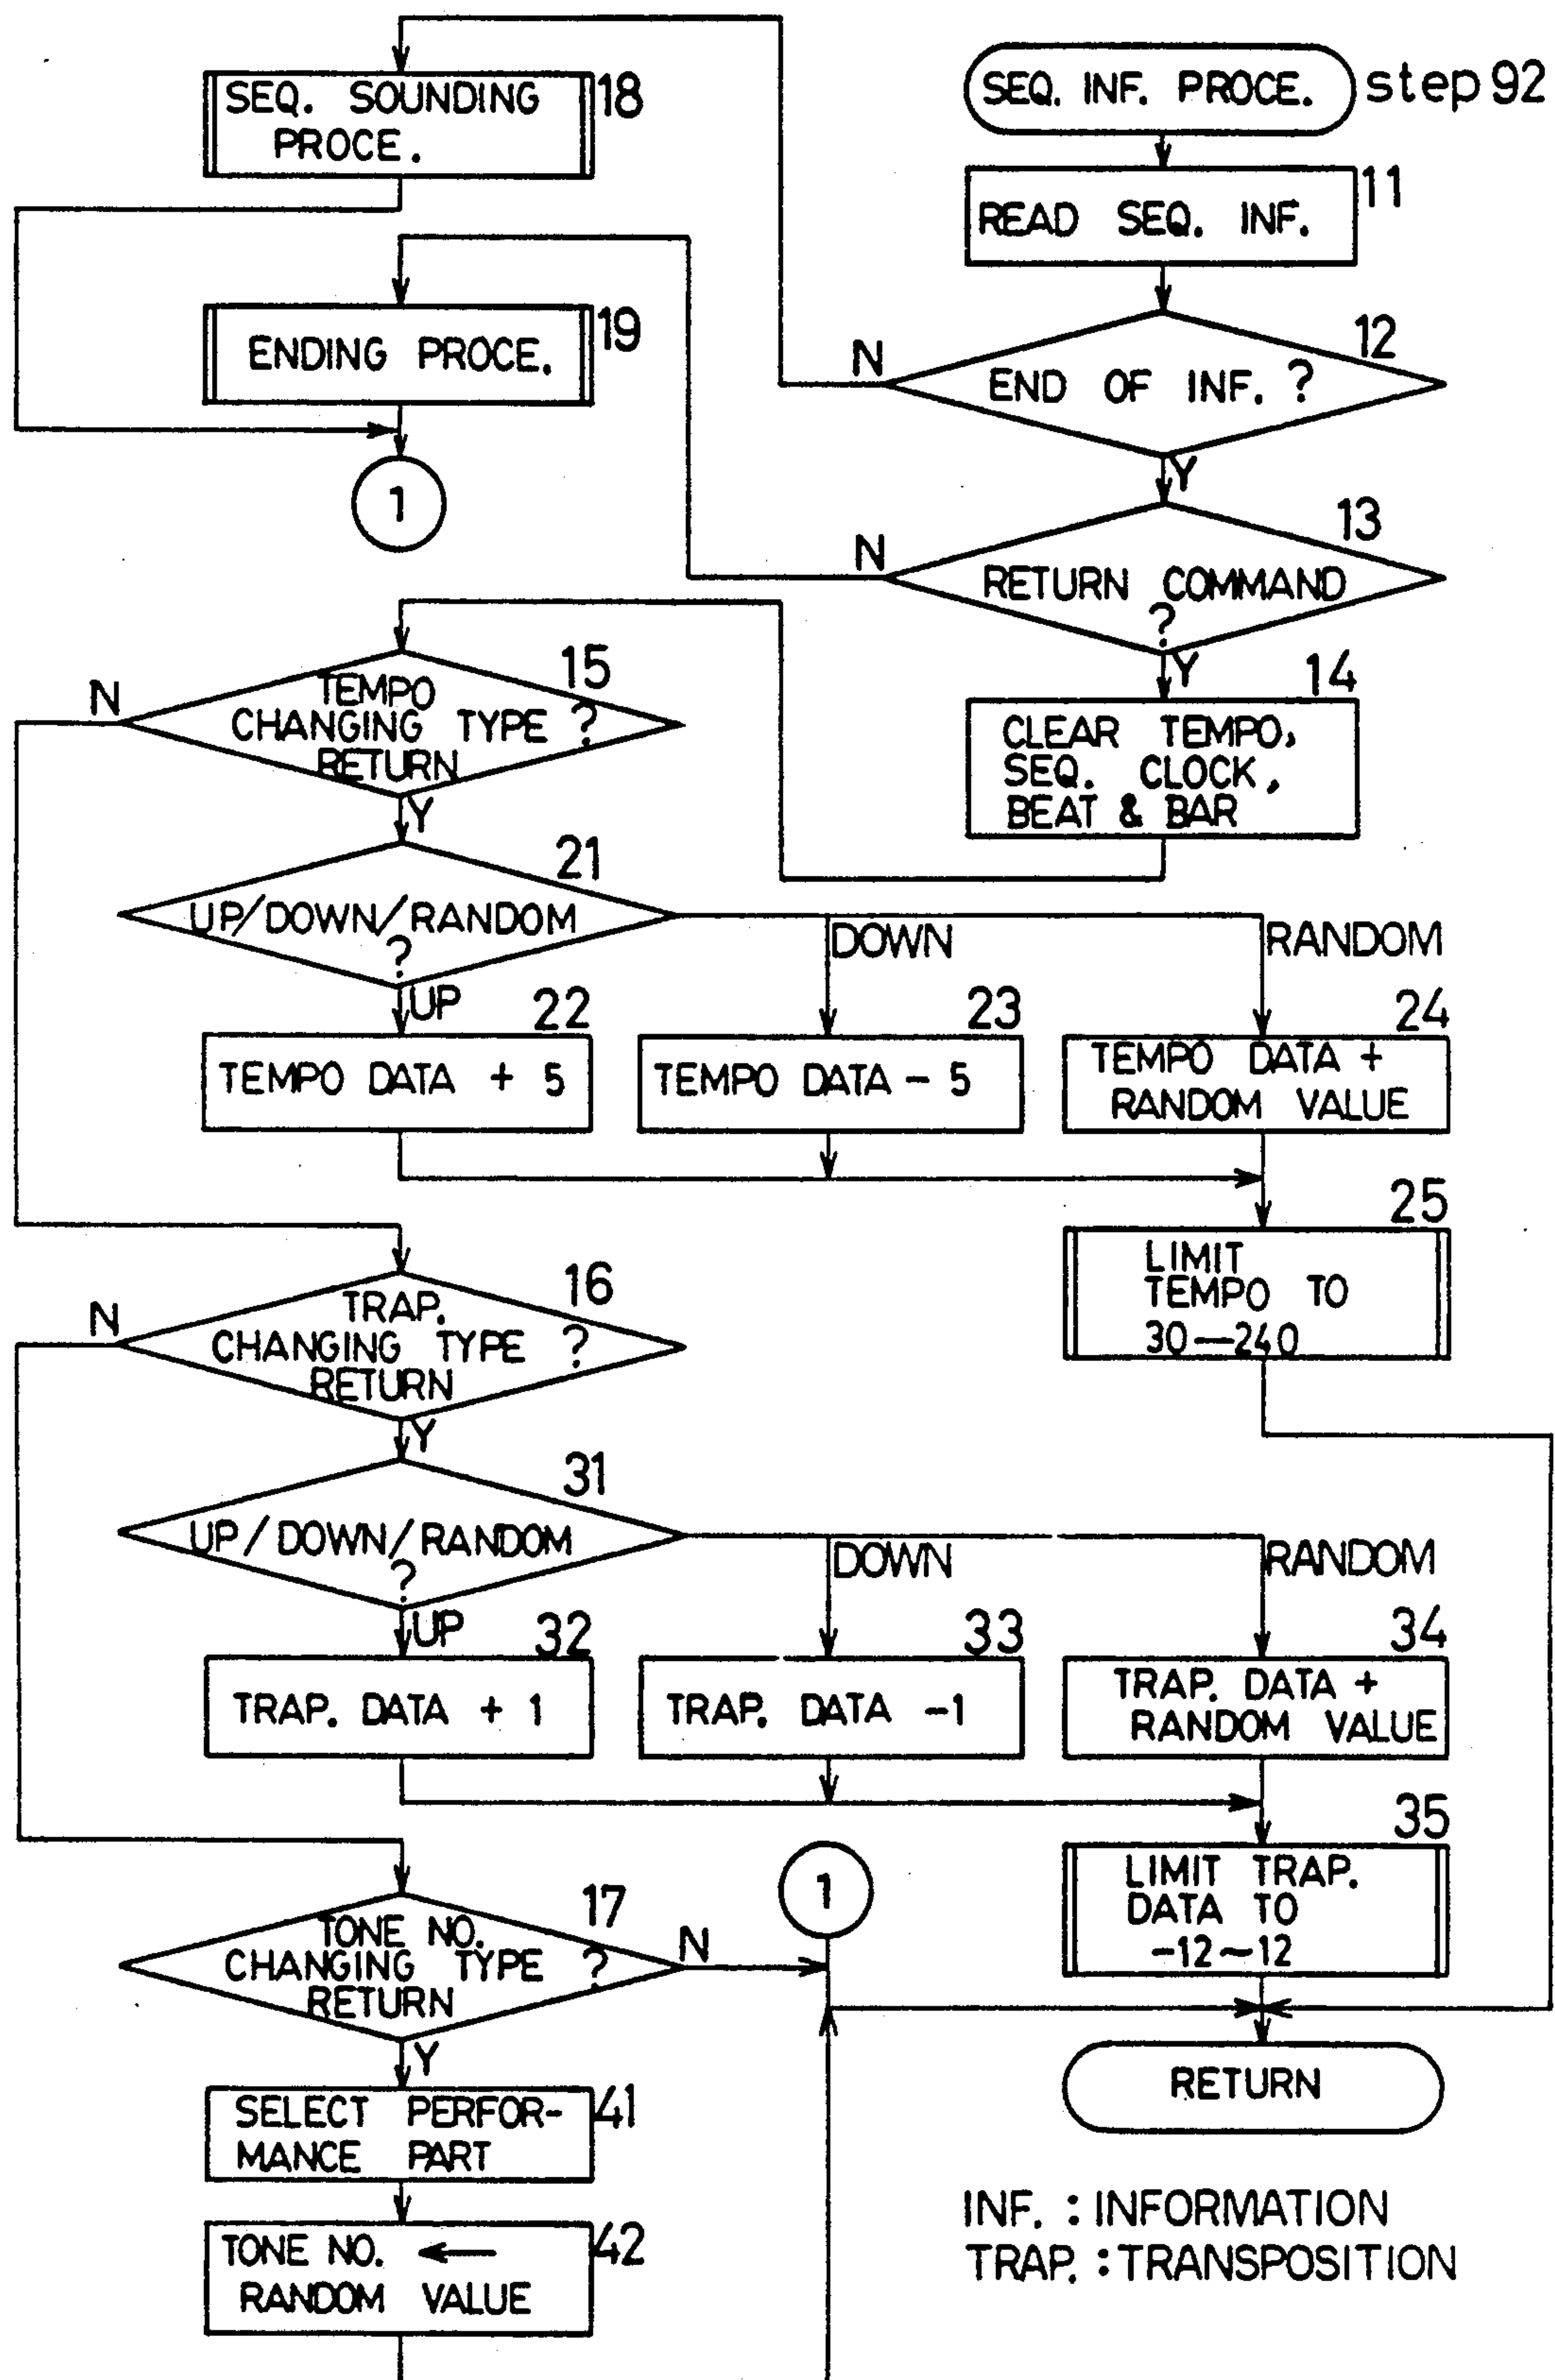 SEQ. INF. PROCE.
step 92
11
READ SEQ. INF.
12
END OF INF. ?
N
Y
13
RETURN COMMAND
?
N
Y
14
CLEAR TEMPO,
SEQ. CLOCK,
BEAT & BAR
18
SEQ. SOUNDING
PROCE.
19
ENDING PROCE.
1
15
TEMPO
CHANGING TYPE ?
RETURN
N
Y
21
UP/DOWN/RANDOM
?
UP
DOWN
RANDOM
22
TEMPO DATA + 5
23
TEMPO DATA - 5
24
TEMPO DATA +
RANDOM VALUE
25
LIMIT
TEMPO TO
30—240
16
TRAP.
CHANGING TYPE ?
RETURN
N
Y
31
UP/DOWN/RANDOM
?
UP
DOWN
RANDOM
32
TRAP. DATA + 1
33
TRAP. DATA -1
34
TRAP. DATA +
RANDOM VALUE
35
LIMIT TRAP.
DATA TO
-12~12
17
TONE NO.
CHANGING TYPE ?
RETURN
N
Y
1
RETURN
41
SELECT PERFOR-
MANCE PART
42
TONE NO. ←
RANDOM VALUE
INF. : INFORMATION
TRAP. : TRANSPOSITION